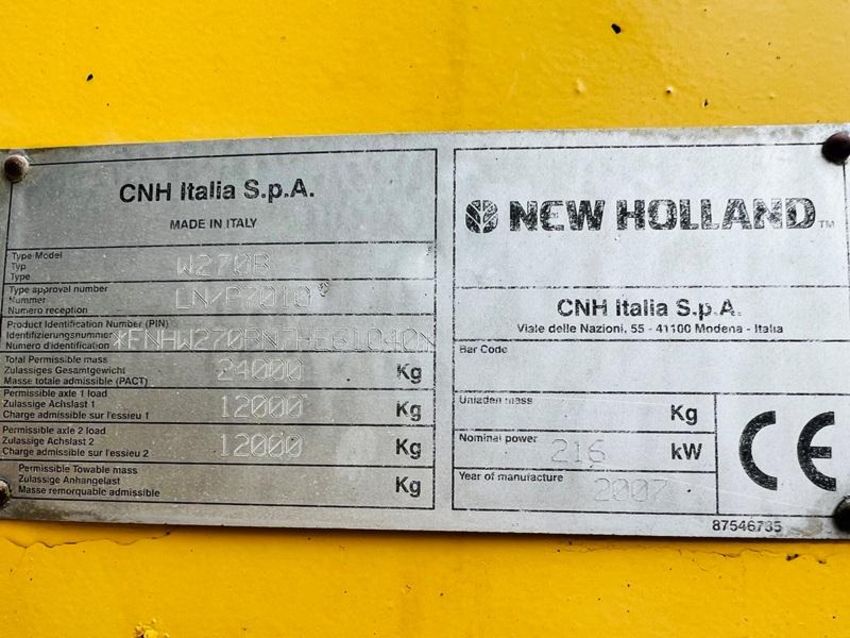 CNH Italia S.p.A.
MADE IN ITALY
Type Model
Typ
Type
W270B
Type approval number
Nummer
Numero reception
LN/P7010
Product Identification Number (PIN)
Identifizierungsnummer
Numéro d'identification
Total Permissible mass
Zulassiges Gesamtgewicht
Masse totale admissible (PACT)
24000 Kg
Permissible axle 1 load
Zulassige Achslast 1
Charge admissible sur l'essieu 1
12000 Kg
Permissible axle 2 load
Zulassige Achslast 2
Charge admissible sur l'essieu 2
12000 Kg
Permissible Towable mass
Zulassige Anhangelast
Masse remorquable admissible
Kg
NEW HOLLAND TM
CNH Italia S.p.A.
Viale delle Nazioni, 55 - 41100 Modena - Italia
Bar Code
Unladen mass
Kg
Nominal power 216 kW
Year of manufacture 2007
CE
87546735